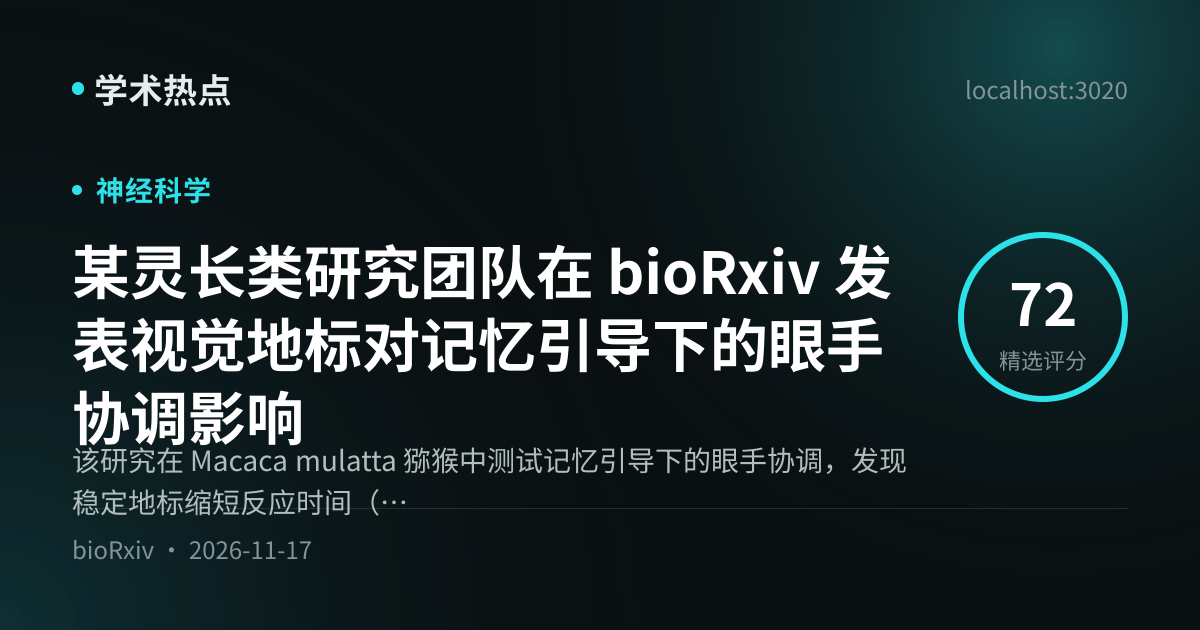 学术热点
localhost:3020
神经科学
某灵长类研究团队在 bioRxiv 发
表视觉地标对记忆引导下的眼手
协调影响
72
精选评分
该研究在 Macaca mulatta 猕猴中测试记忆引导下的眼手协调，发现
稳定地标缩短反应时间（…
bioRxiv · 2026-11-17